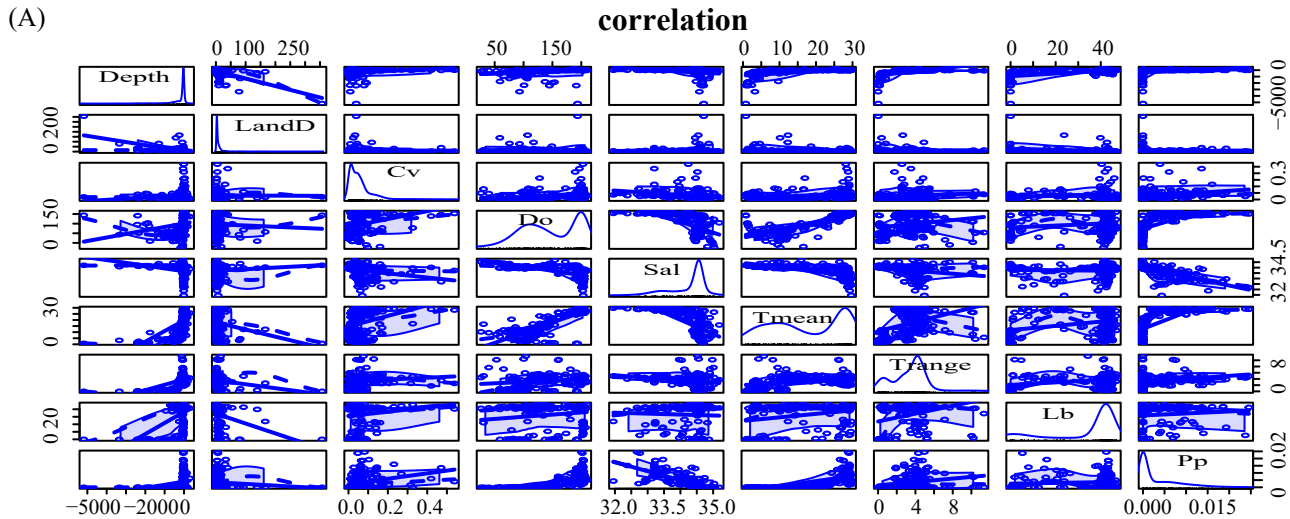 (A)
correlation
0 150 250 50 150 0 10 20 30 0 20 40
Depth
−5000 0
0 200
LandD
Cv
0 0.3
0 150
Do
Sal
32 34.5
0 30
Tmean
Trange
0 8
0 20
Lb
Pp
0 0.02
−5000 −20000 0.0 0.2 0.4 32.0 33.5 35.0 0 4 8 0.000 0.015